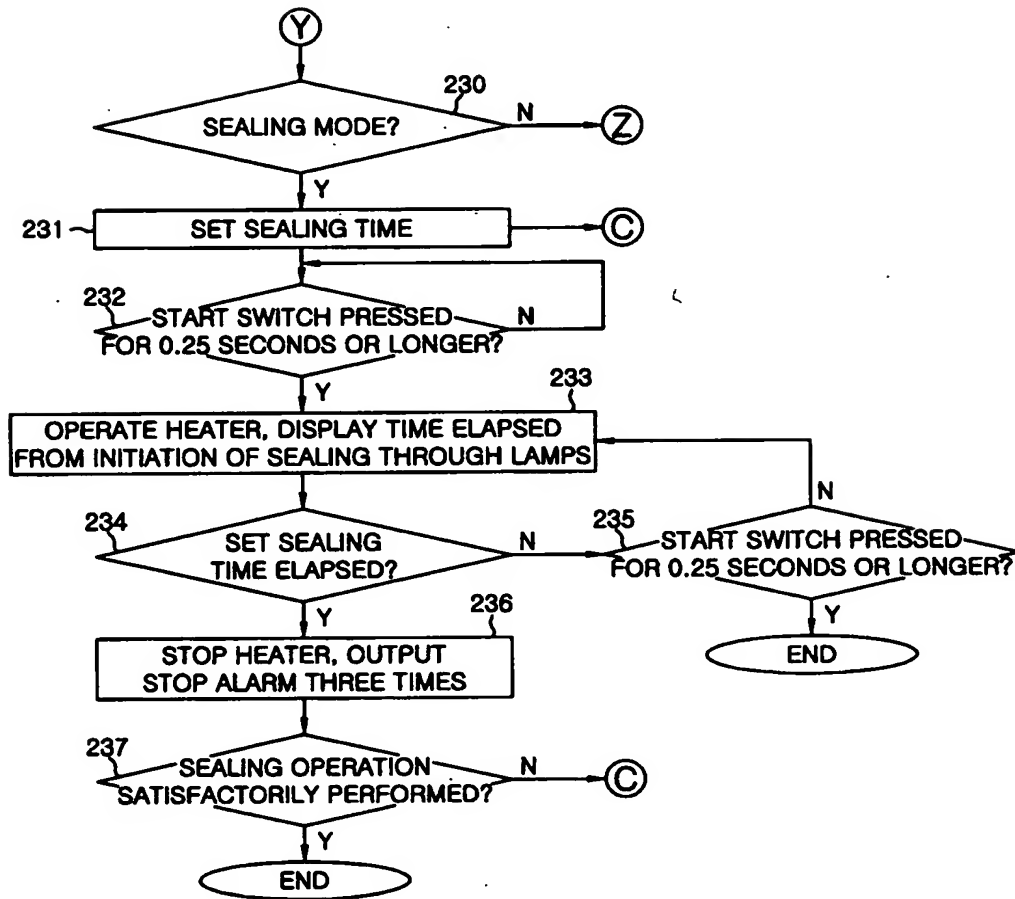 Y
230
SEALING MODE?
N
Z
Y
231
SET SEALING TIME
C
232
START SWITCH PRESSED
FOR 0.25 SECONDS OR LONGER?
N
Y
233
OPERATE HEATER, DISPLAY TIME ELAPSED
FROM INITIATION OF SEALING THROUGH LAMPS
234
SET SEALING
TIME ELAPSED?
N
Y
235
START SWITCH PRESSED
FOR 0.25 SECONDS OR LONGER?
N
Y
END
236
STOP HEATER, OUTPUT
STOP ALARM THREE TIMES
237
SEALING OPERATION
SATISFACTORILY PERFORMED?
N
C
Y
END